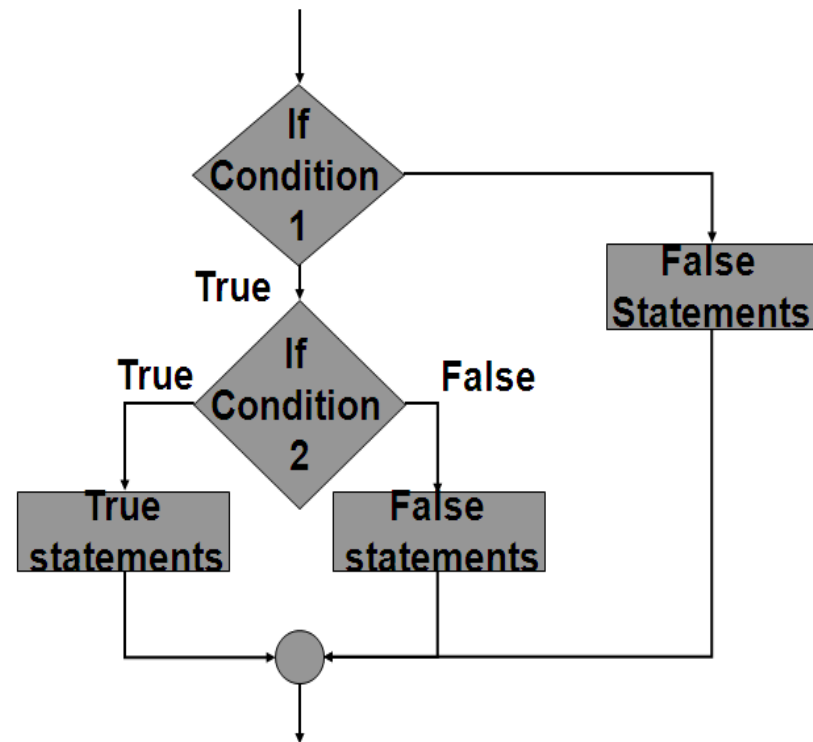 If
Condition
1
True
False
Statements
If
Condition
2
True
False
True
statements
False
statements